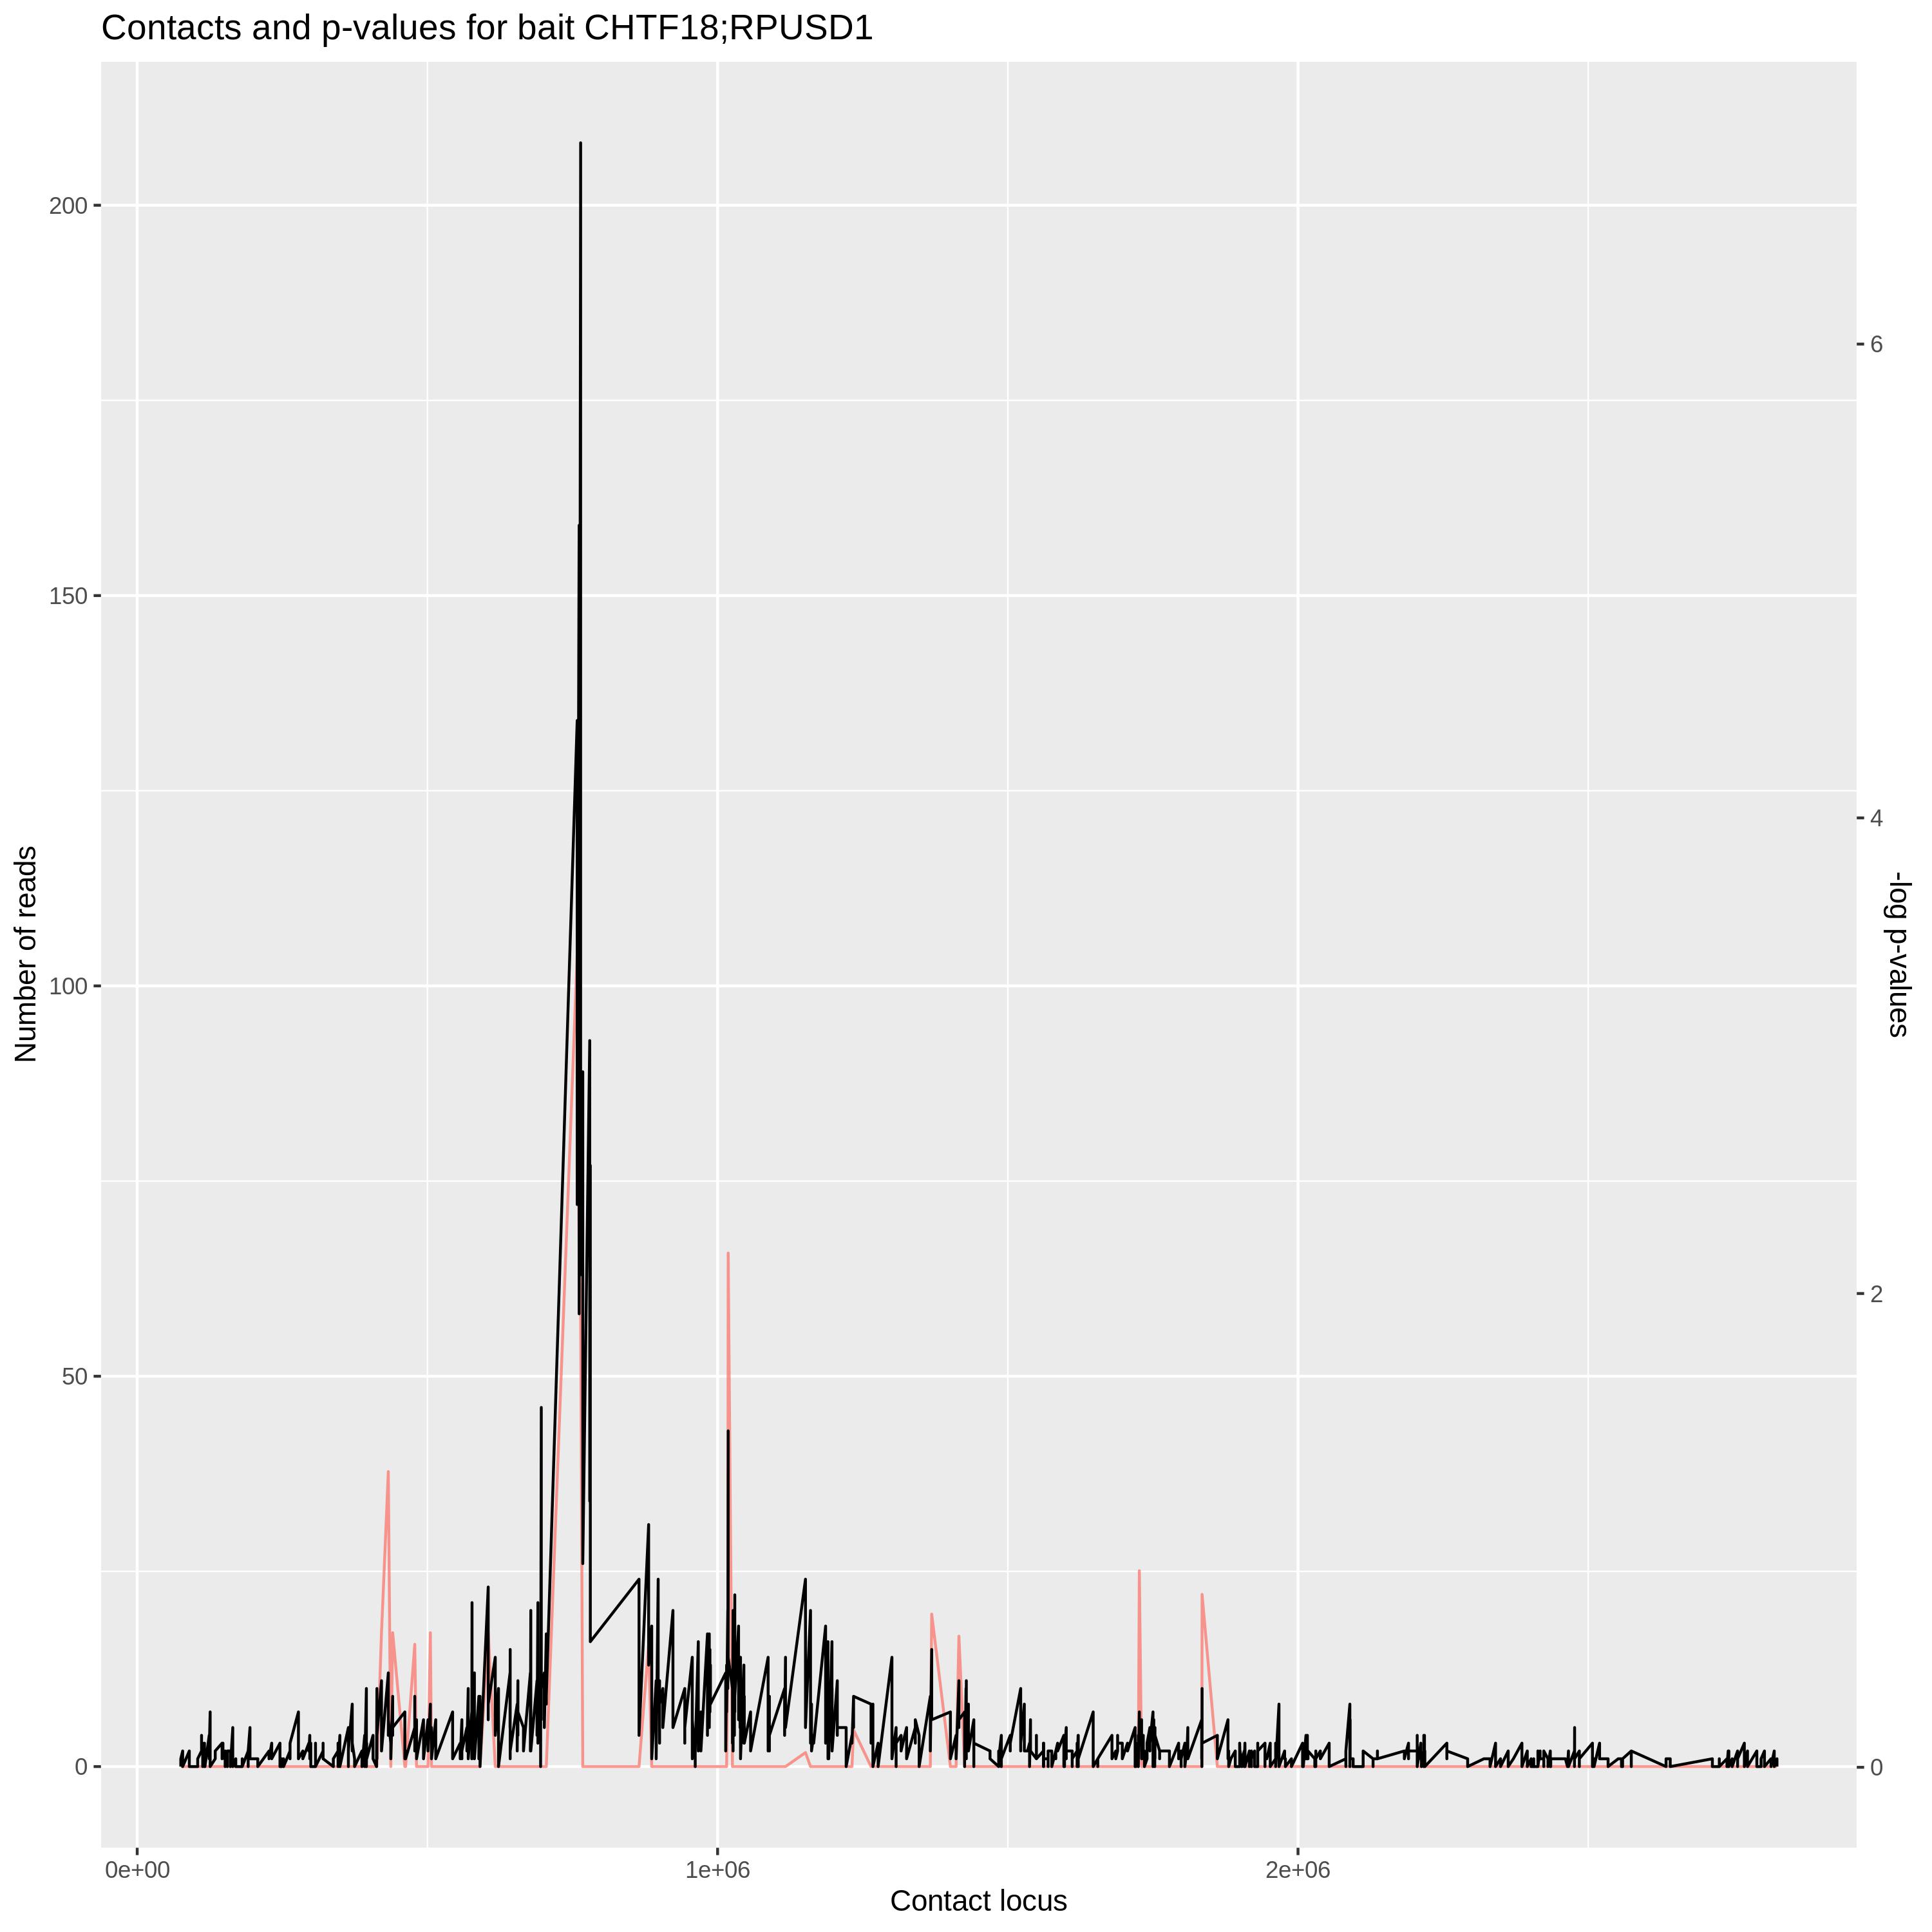 Contacts and p-values for bait CHTF18;RPUSD1
200
150
100
50
0
Number of reads
6
4
2
0
-log p-values
0e+00
1e+06
2e+06
Contact locus